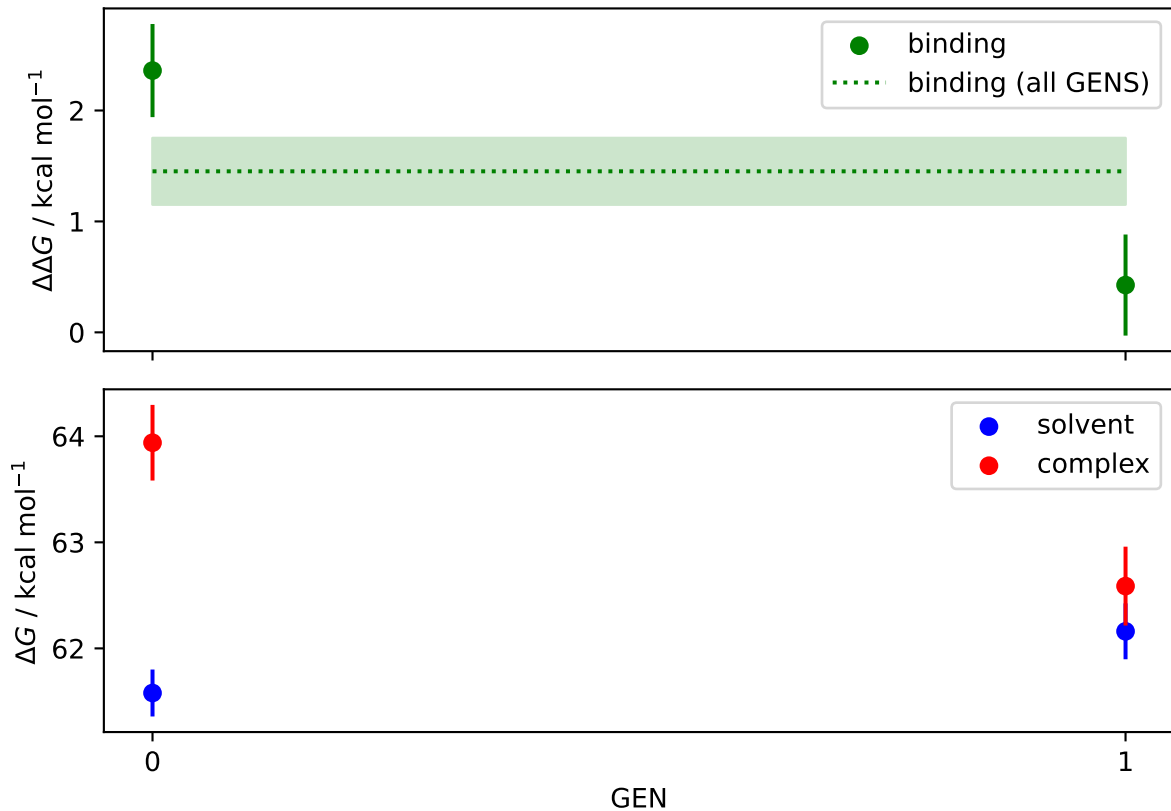 binding
binding (all GENS)
ΔΔG / kcal mol⁻¹
2
1
0
solvent
complex
ΔG / kcal mol⁻¹
64
63
62
0
1
GEN